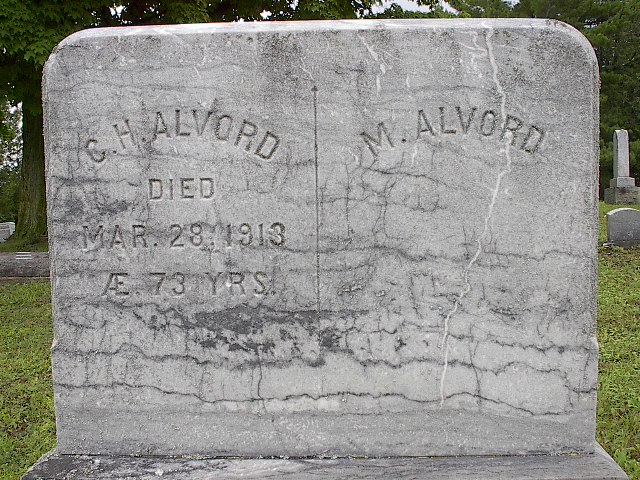 C. H. ALVORD
DIED
MAR. 28. 1913
Æ 73 YRS.
M. ALVORD